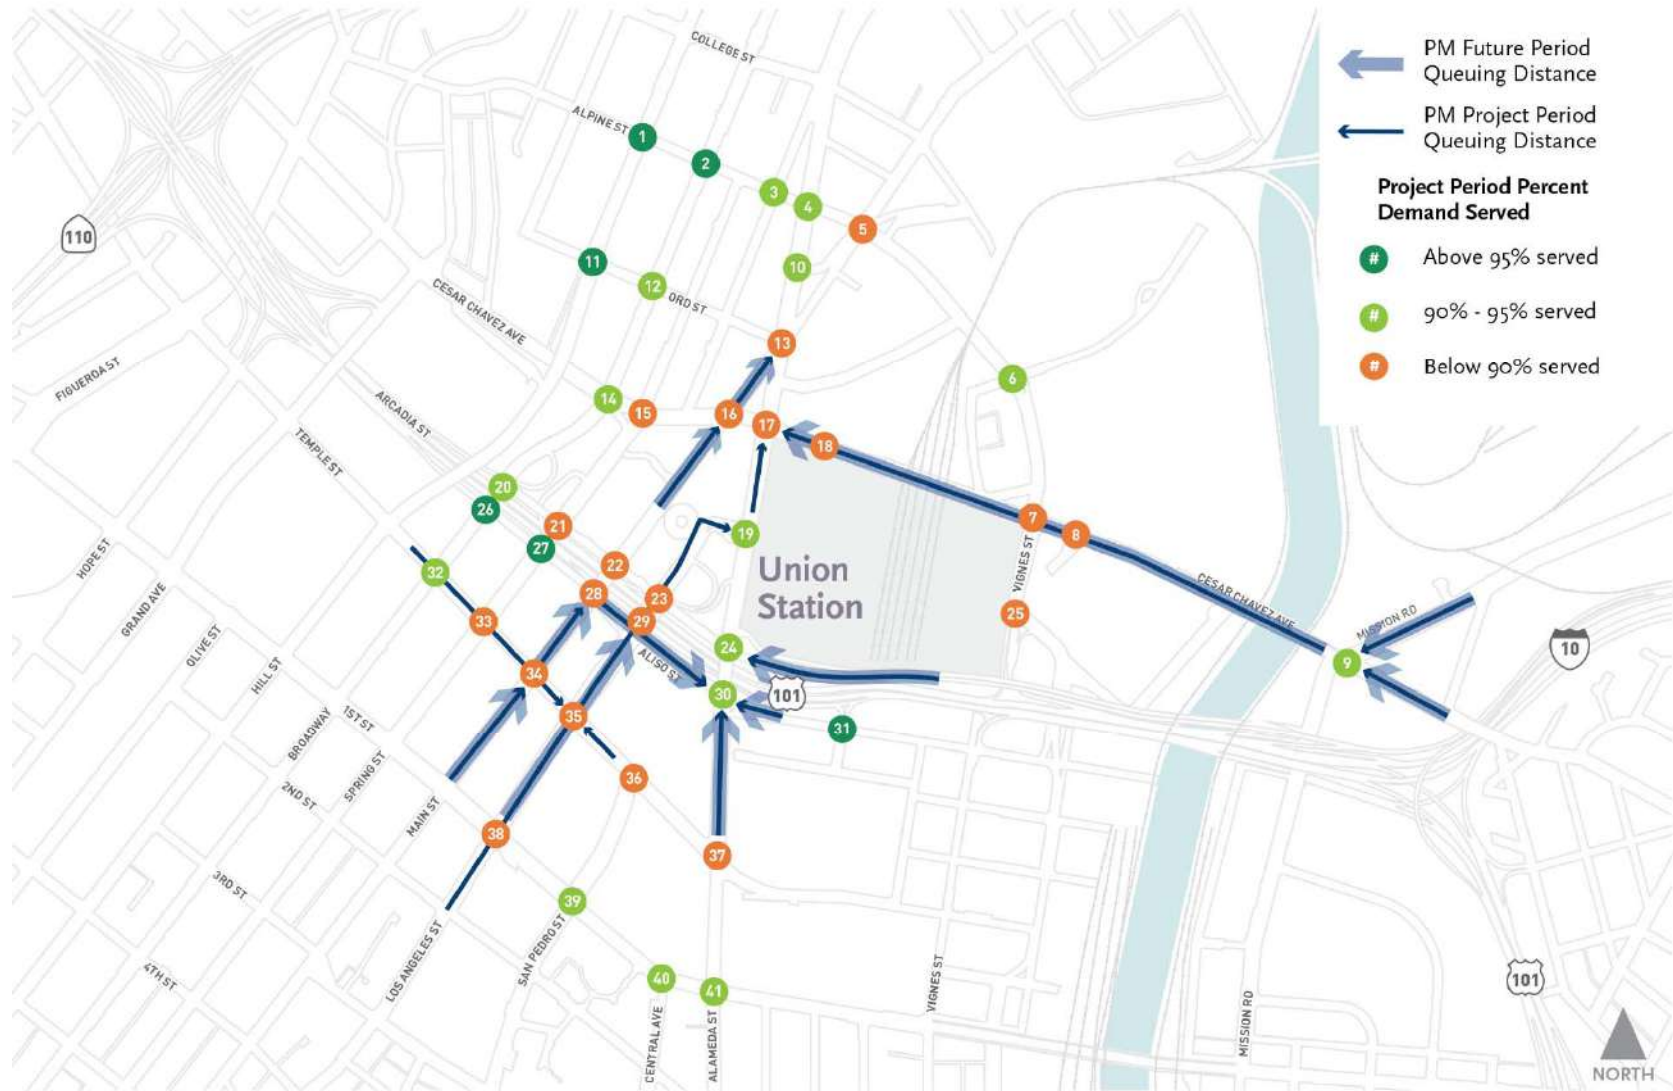 PM Future Period
Queuing Distance
PM Project Period
Queuing Distance
Project Period Percent
Demand Served
# Above 95% served
# 90% - 95% served
# Below 90% served
COLLEGE ST
ALPINE ST
1
2
3
4
5
110
11
12
ORD ST
10
CESAR CHAVEZ AVE
13
6
FIGUEROA ST
ARCADIA ST
14
15
16
17
18
TEMPLE ST
20
26
21
27
19
7
8
HOPE ST
GRAND AVE
32
22
28
23
Union
Station
VIGNES ST
25
CESAR CHAVEZ AVE
MISSION RD
OLIVE ST
33
29
24
ALISO ST
9
10
HILL ST
34
30
101
31
BROADWAY
1ST ST
35
SPRING ST
2ND ST
36
MAIN ST
38
37
3RD ST
39
LOS ANGELES ST
SAN PEDRO ST
4TH ST
40
41
CENTRAL AVE
ALAMEDA ST
VIGNES ST
MISSION RD
101
NORTH